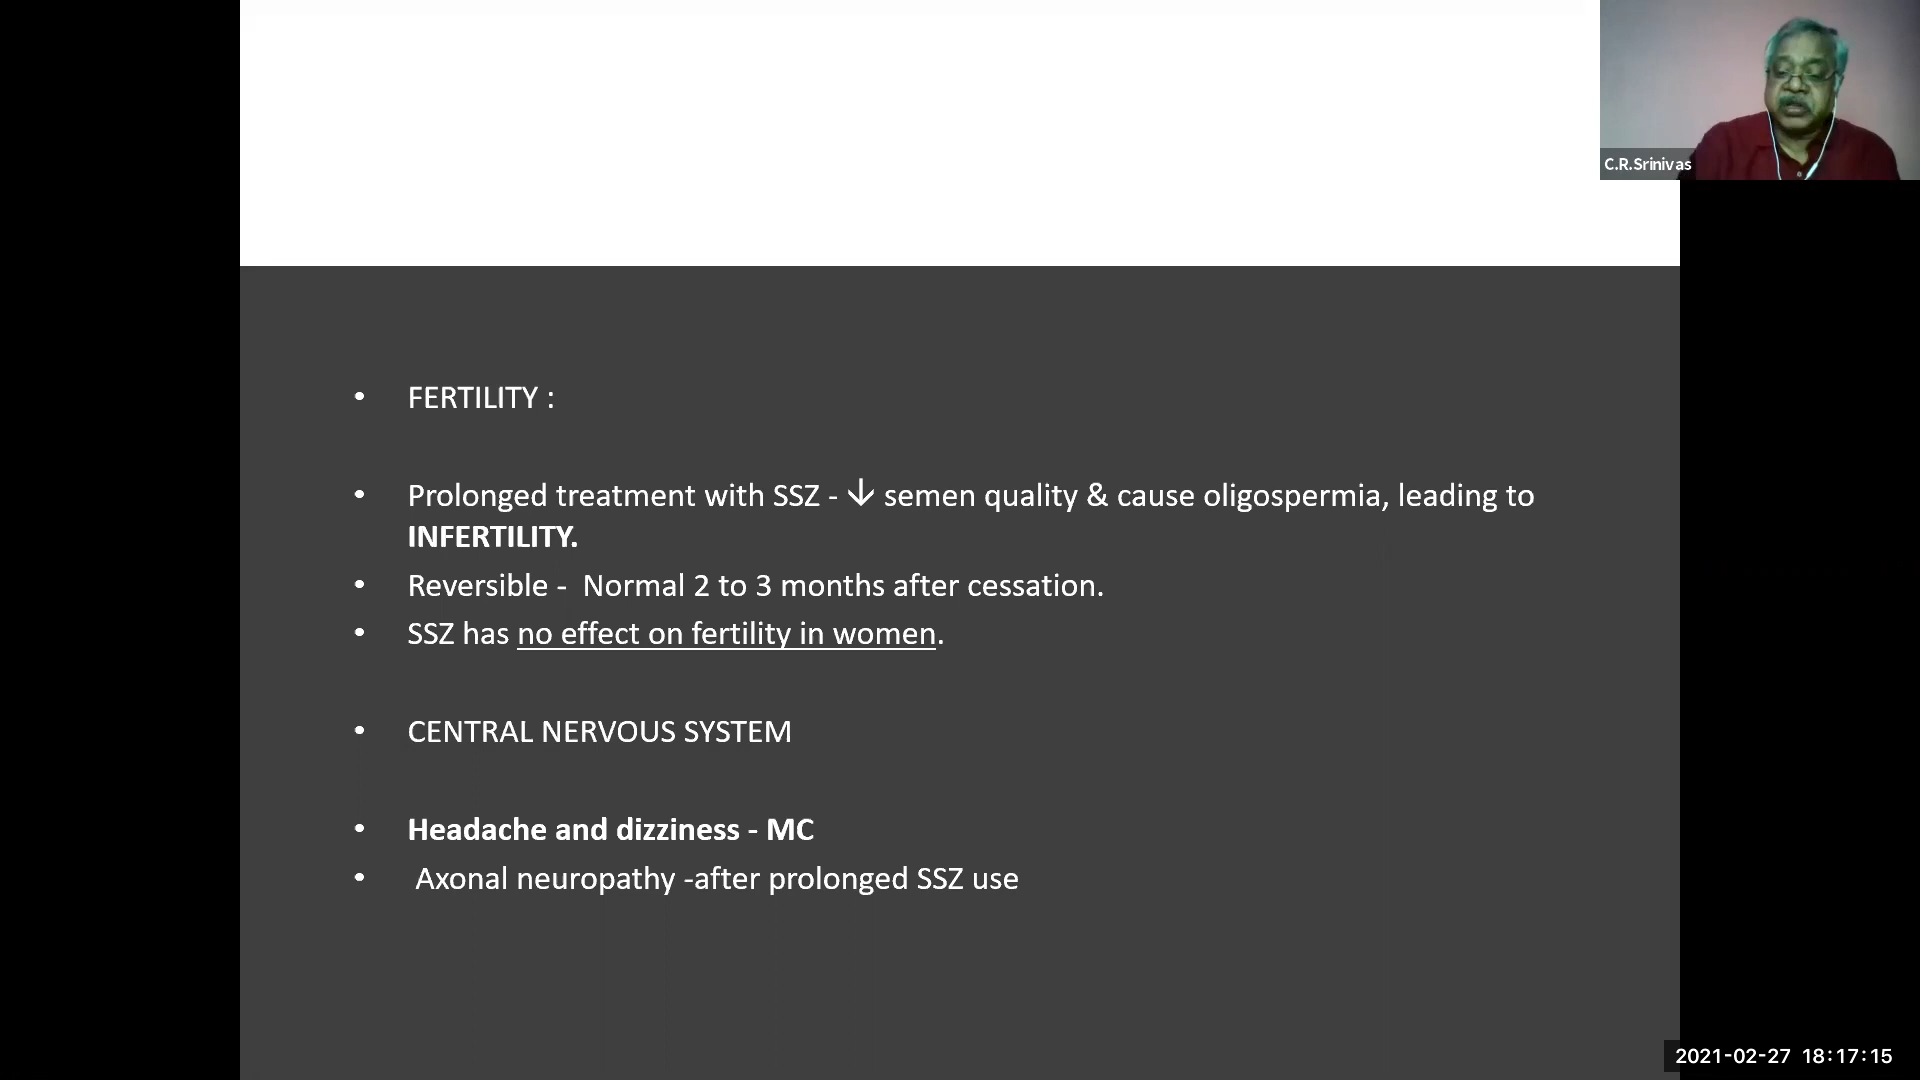 C.R.Srinivas
• FERTILITY :
• Prolonged treatment with SSZ - ↓ semen quality & cause oligospermia, leading to
INFERTILITY.
• Reversible - Normal 2 to 3 months after cessation.
• SSZ has no effect on fertility in women.
• CENTRAL NERVOUS SYSTEM
• Headache and dizziness - MC
• Axonal neuropathy -after prolonged SSZ use
2021-02-27 18:17:15